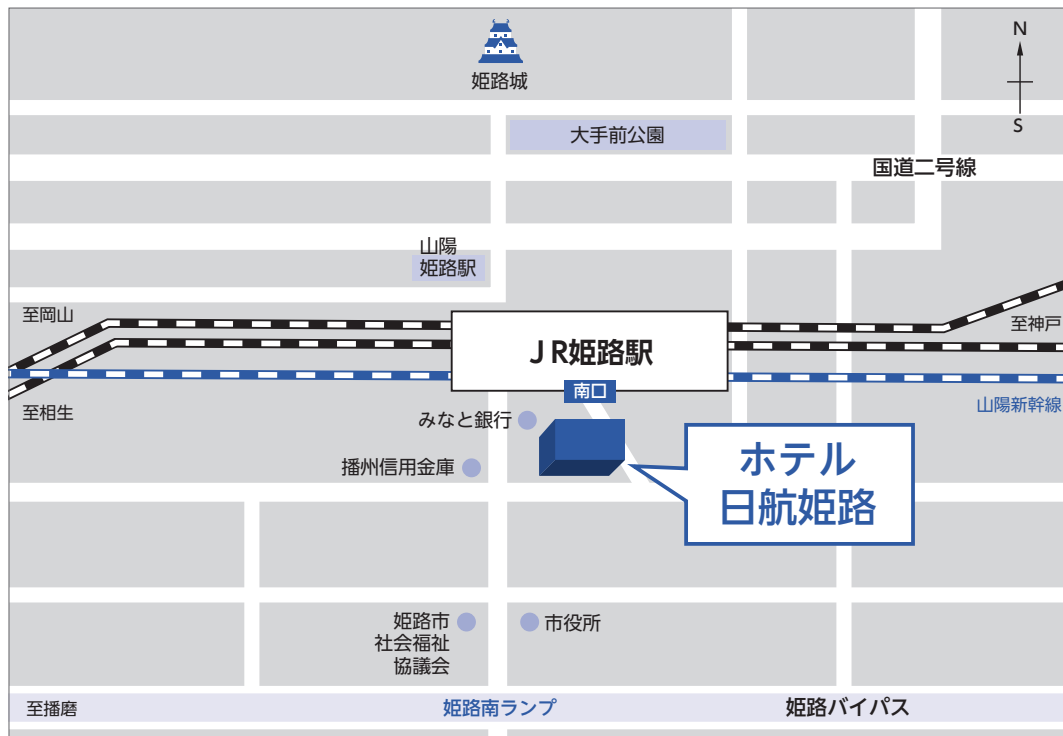 N
姫路城
S
大手前公園
国道二号線
山陽
姫路駅
至岡山
至神戸
JR姫路駅
南口
至相生
山陽新幹線
みなと銀行
播州信用金庫
ホテル
日航姫路
姫路市
社会福祉
協議会
市役所
至播磨
姫路南ランプ
姫路バイパス